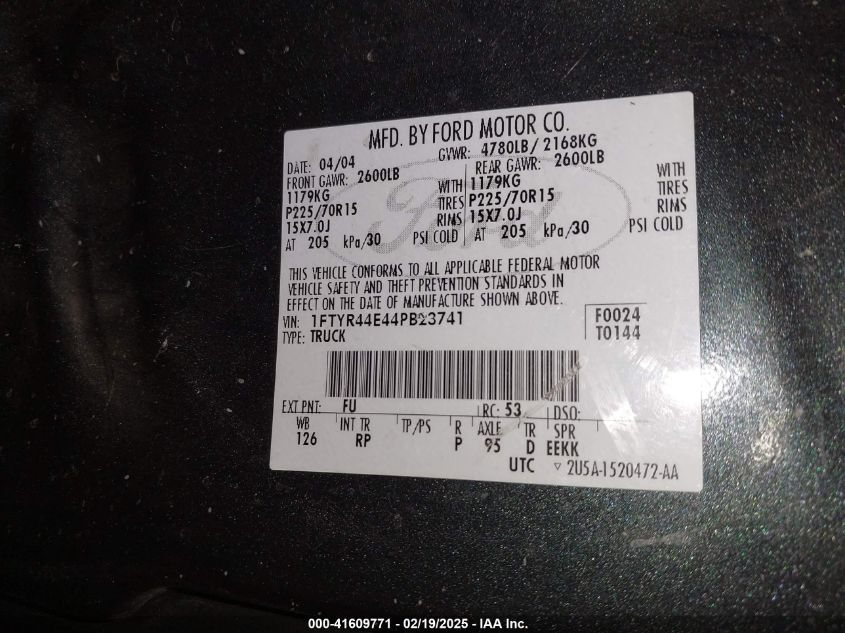 MFD. BY FORD MOTOR CO.
DATE: 04/04 GVWR: 4780LB/ 2168KG
FRONT GAWR: 2600LB REAR GAWR: 2600LB
1179KG WITH 1179KG WITH
P225/70R15 TIRES P225/70R15 TIRES
15X7.0J RIMS 15X7.0J RIMS
AT 205 kPa/30 PSI COLD AT 205 kPa/30 PSI COLD
Ford
THIS VEHICLE CONFORMS TO ALL APPLICABLE FEDERAL MOTOR
VEHICLE SAFETY AND THEFT PREVENTION STANDARDS IN
EFFECT ON THE DATE OF MANUFACTURE SHOWN ABOVE.
VIN: 1FTYR44E44PB23741 F0024
TYPE: TRUCK T0144
EXT PNT: FU RC: 53 DSO:
WB INT TR TP/PS R AXLE TR SPR
126 RP P 95 D EEKK
UTC ▽ 2U5A-1520472-AA
000-41609771 - 02/19/2025 - IAA Inc.